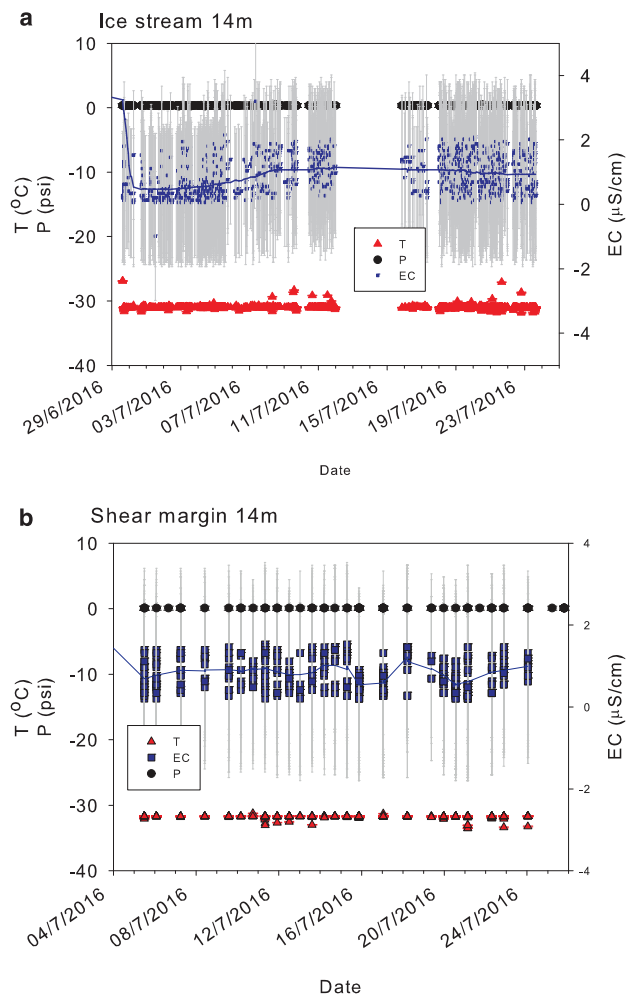 a
Ice stream 14m
10
0
-10
-20
-30
-40
T (°C)
P (psi)
4
2
0
-2
-4
EC (µS/cm)
T
P
EC
29/6/2016
03/7/2016
07/7/2016
11/7/2016
15/7/2016
19/7/2016
23/7/2016
Date
b
Shear margin 14m
10
0
-10
-20
-30
-40
T (°C)
P (psi)
4
2
0
-2
-4
EC (µS/cm)
T
EC
P
04/7/2016
08/7/2016
12/7/2016
16/7/2016
20/7/2016
24/7/2016
Date